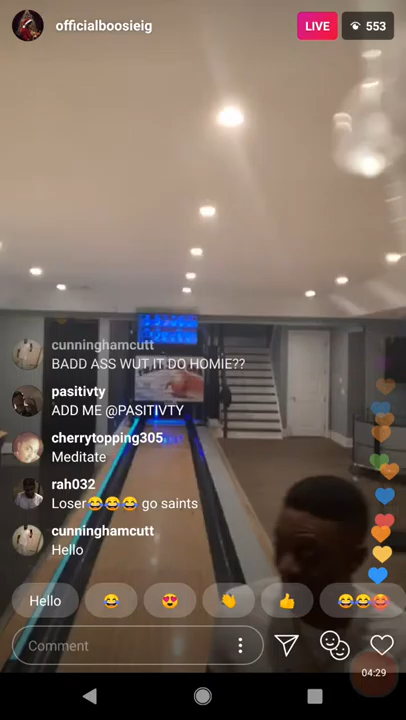 officialboosieig
LIVE
553
cunninghamcutt
BADD ASS WUT IT DO HOMIE??
pasitivty
ADD ME @PASITIVTY
cherrytopping305
Meditate
rah032
Loser😂😂😂 go saints
cunninghamcutt
Hello
Hello
Comment
04:29